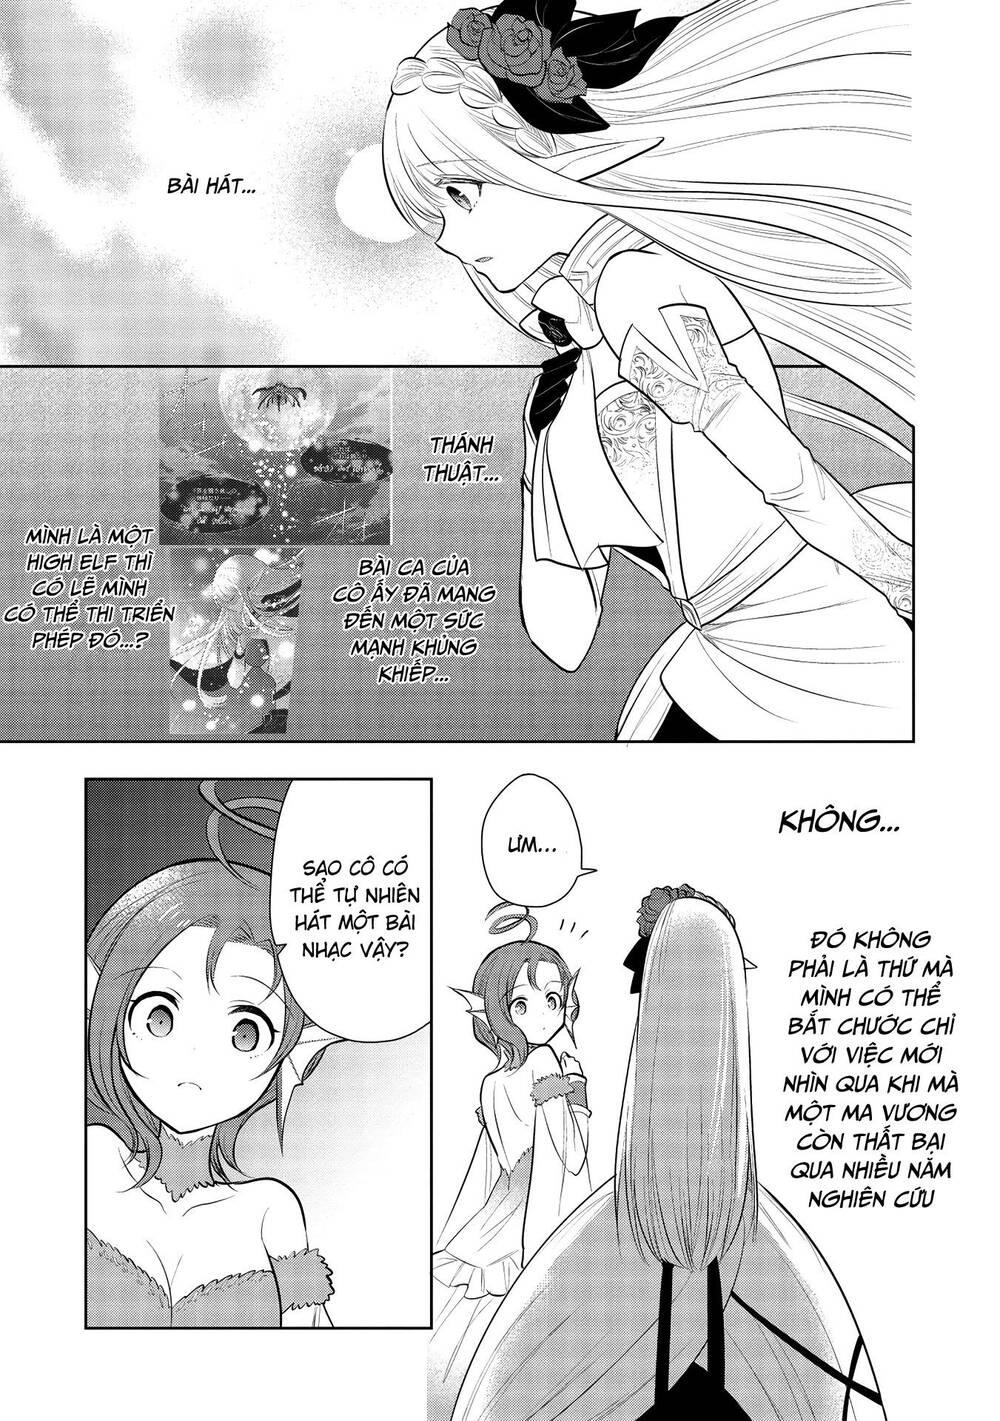 BÀI HÁT...
THÁNH
THUẬT...
BÀI CA CỦA
CÔ ẤY ĐÃ MANG
ĐẾN MỘT SỨC
MẠNH KHỦNG
KHIẾP...
MÌNH LÀ MỘT
HIGH ELF THÌ
CÓ LẼ MÌNH
CÓ THỂ THI TRIỂN
PHÉP ĐÓ...?
KHÔNG...
ĐÓ KHÔNG
PHẢI LÀ THỨ MÀ
MÌNH CÓ THỂ
BẮT CHƯỚC CHỈ
VỚI VIỆC MỚI
NHÌN QUA KHI MÀ
MỘT MA VƯƠNG
CÒN THẤT BẠI
QUA NHIỀU NĂM
NGHIÊN CỨU
ƯM...
SAO CÔ CÓ
THỂ TỰ NHIÊN
HÁT MỘT BÀI
NHẠC VẬY?